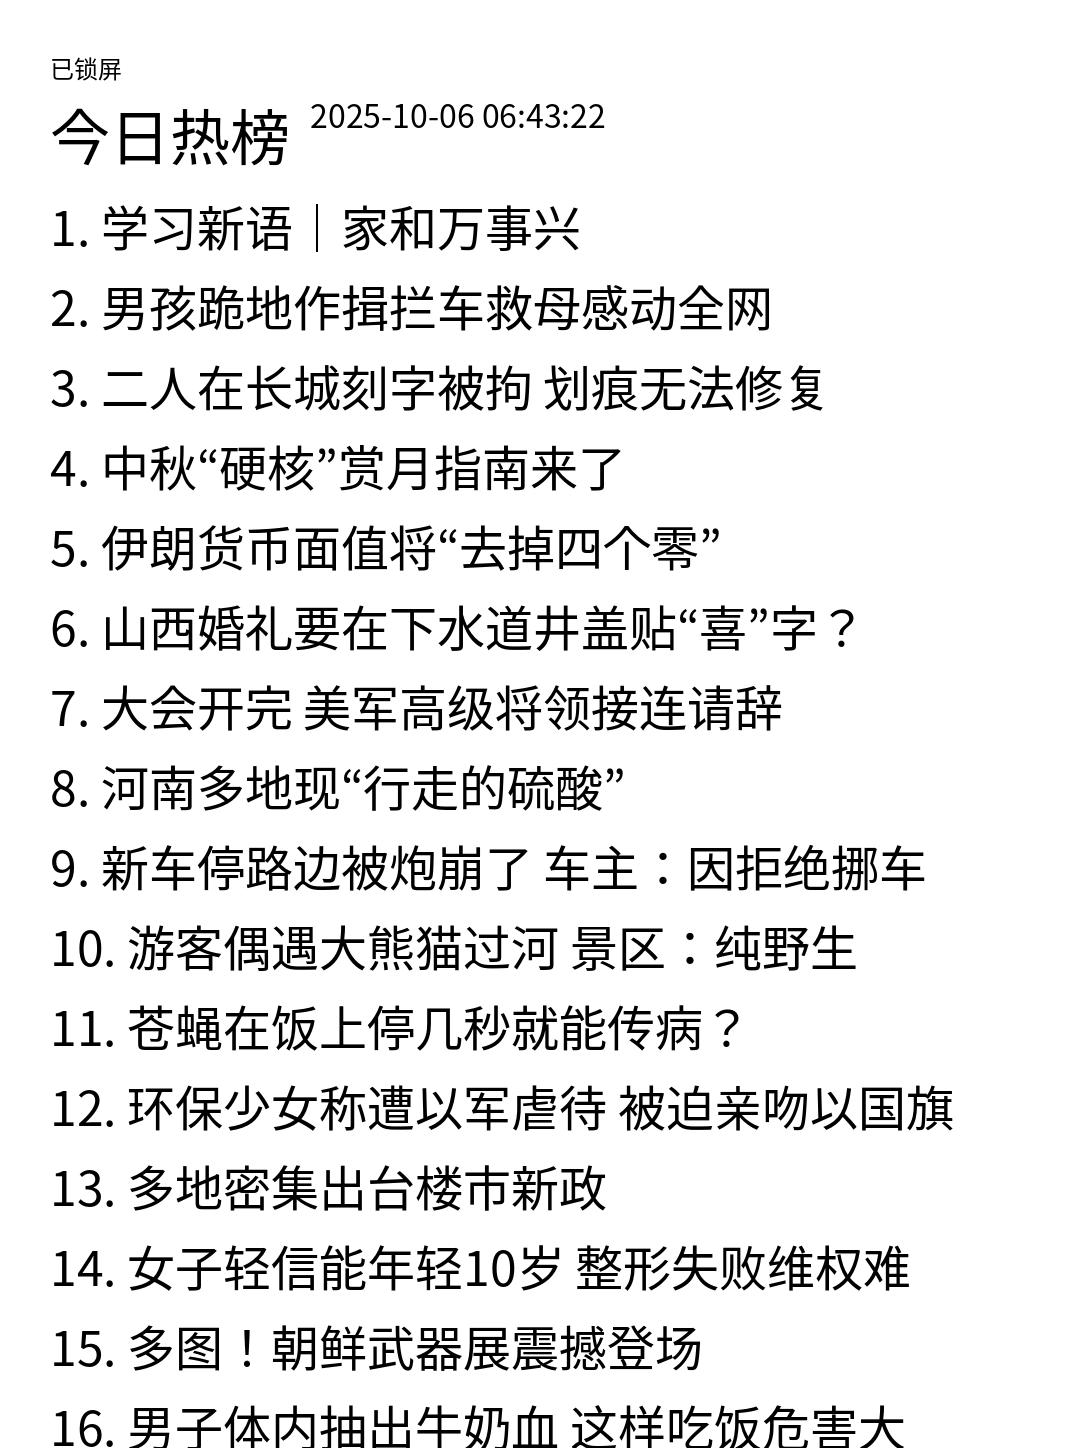 已锁屏
今日热榜 2025-10-06 06:43:22
1. 学习新语｜家和万事兴
2. 男孩跪地作揖拦车救母感动全网
3. 二人在长城刻字被拘 划痕无法修复
4. 中秋“硬核”赏月指南来了
5. 伊朗货币面值将“去掉四个零”
6. 山西婚礼要在下水道井盖贴“喜”字？
7. 大会开完 美军高级将领接连请辞
8. 河南多地现“行走的硫酸”
9. 新车停路边被炮崩了 车主：因拒绝挪车
10. 游客偶遇大熊猫过河 景区：纯野生
11. 苍蝇在饭上停几秒就能传病？
12. 环保少女称遭以军虐待 被迫亲吻以国旗
13. 多地密集出台楼市新政
14. 女子轻信能年轻10岁 整形失败维权难
15. 多图！朝鲜武器展震撼登场
16. 男子体内抽出牛奶血 这样吃饭危害大